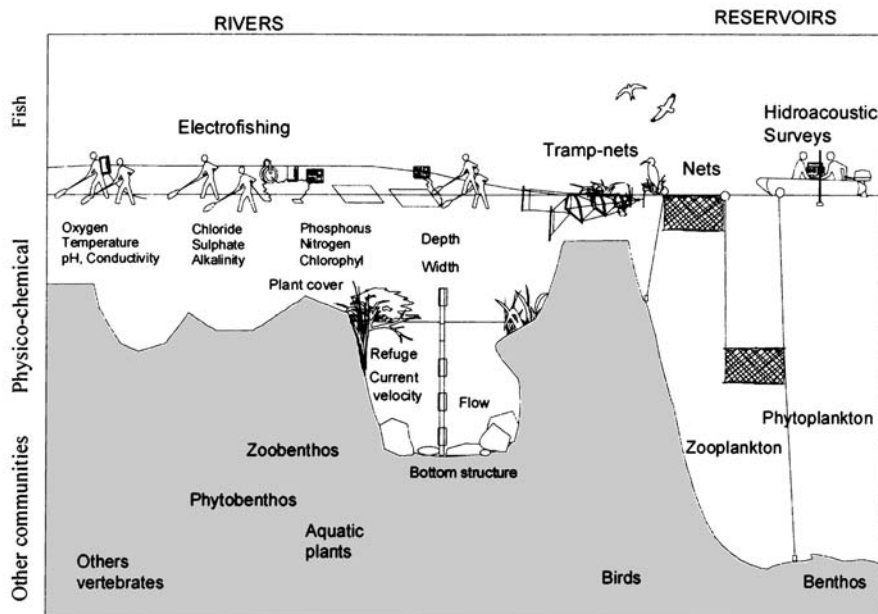 RIVERS
RESERVOIRS
Fish
Electrofishing
Tramp-nets
Nets
Hidroacoustic
Surveys
Physico-chemical
Oxygen
Temperature
pH, Conductivity
Chloride
Sulphate
Alkalinity
Phosphorus
Nitrogen
Chlorophyl
Plant cover
Depth
Width
Refuge
Current
velocity
Flow
Bottom structure
Phytoplankton
Zooplankton
Other communities
Zoobenthos
Phytobenthos
Aquatic
plants
Others
vertebrates
Birds
Benthos